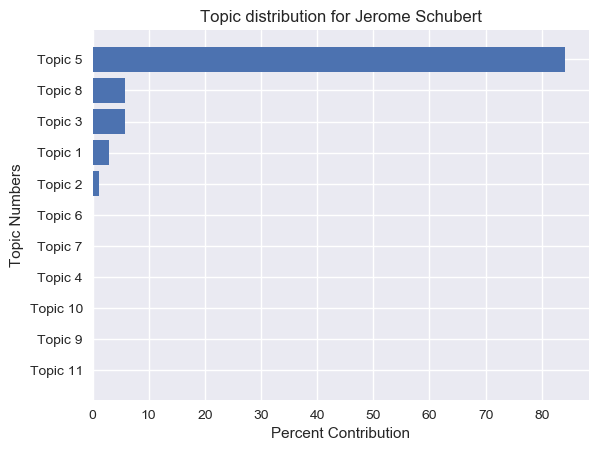 Topic distribution for Jerome Schubert
Topic Numbers
Topic 5
Topic 8
Topic 3
Topic 1
Topic 2
Topic 6
Topic 7
Topic 4
Topic 10
Topic 9
Topic 11
0 10 20 30 40 50 60 70 80
Percent Contribution